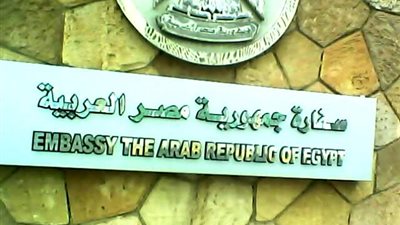 سفارة جمهورية مصر العربية
EMBASSY THE ARAB REPUBLIC OF EGYPT